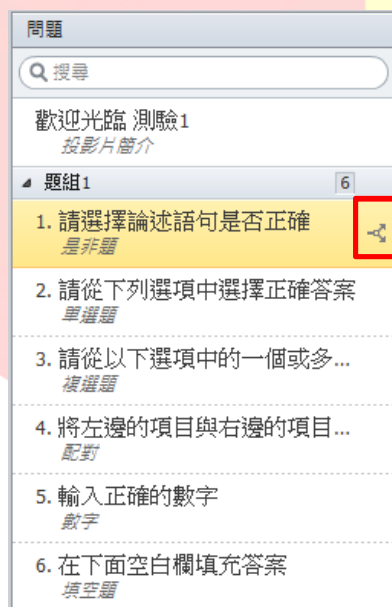 問題
搜尋
歡迎光臨 測驗1
投影片簡介
題組1 6
1. 請選擇論述語句是否正確
是非題
2. 請從下列選項中選擇正確答案
單選題
3. 請從以下選項中的一個或多...
複選題
4. 將左邊的項目與右邊的項目...
配對
5. 輸入正確的數字
數字
6. 在下面空白欄填充答案
填空題